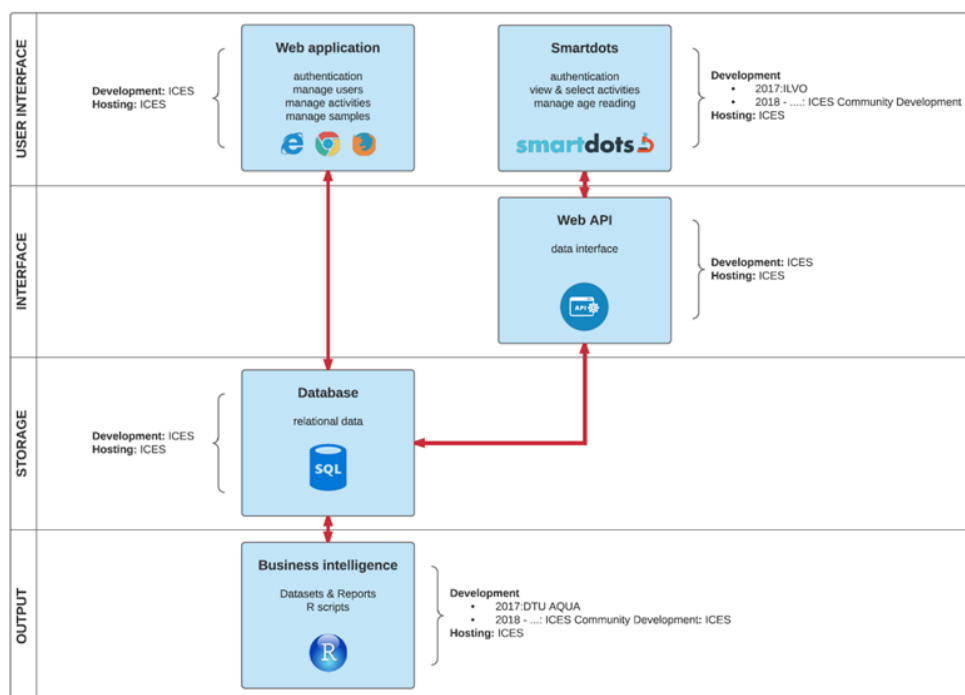 USER INTERFACE
Web application
authentication
manage users
manage activities
manage samples
Development: ICES
Hosting: ICES
Smartdots
authentication
view & select activities
manage age reading
smartdots
Development
• 2017:ILVO
• 2018 - ....: ICES Community Development
Hosting: ICES
INTERFACE
Web API
data interface
API
Development: ICES
Hosting: ICES
STORAGE
Database
relational data
SQL
Development: ICES
Hosting: ICES
OUTPUT
Business intelligence
Datasets & Reports
R scripts
R
Development
• 2017:DTU AQUA
• 2018 - ...: ICES Community Development: ICES
Hosting: ICES